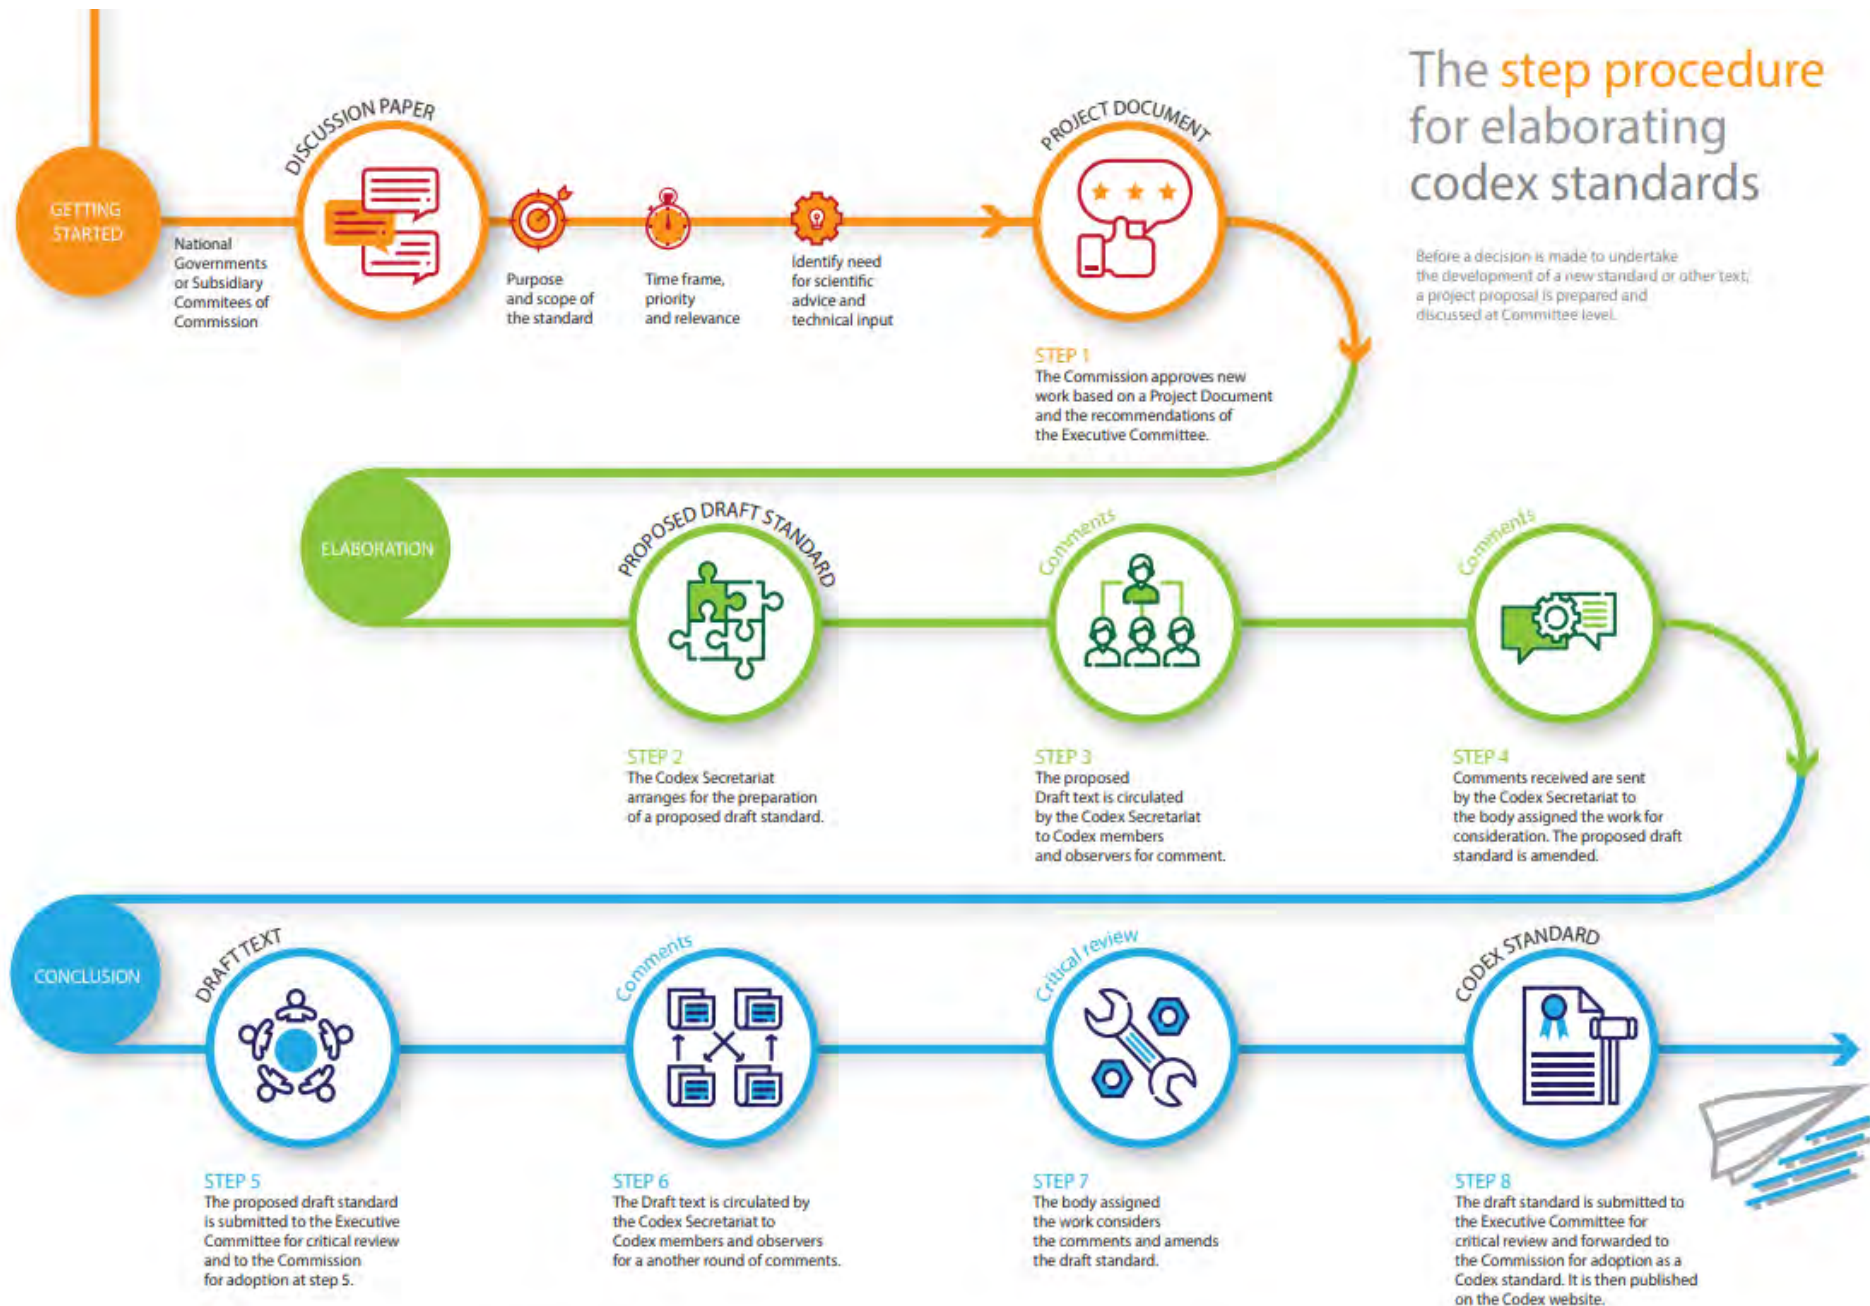 The step procedure
for elaborating
codex standards
Before a decision is made to undertake
the development of a new standard or other text,
a project proposal is prepared and
discussed at Committee level.
GETTING
STARTED
National
Governments
or Subsidiary
Commitees of
Commission
DISCUSSION PAPER
Purpose
and scope of
the standard
Time frame,
priority
and relevance
Identify need
for scientific
advice and
technical input
PROJECT DOCUMENT
STEP 1
The Commission approves new
work based on a Project Document
and the recommendations of
the Executive Committee.
ELABORATION
PROPOSED DRAFT STANDARD
STEP 2
The Codex Secretariat
arranges for the preparation
of a proposed draft standard.
Comments
STEP 3
The proposed
Draft text is circulated
by the Codex Secretariat
to Codex members
and observers for comment.
Comments
STEP 4
Comments received are sent
by the Codex Secretariat to
the body assigned the work for
consideration. The proposed draft
standard is amended.
CONCLUSION
DRAFT TEXT
STEP 5
The proposed draft standard
is submitted to the Executive
Committee for critical review
and to the Commission
for adoption at step 5.
Comments
STEP 6
The Draft text is circulated by
the Codex Secretariat to
Codex members and observers
for a another round of comments.
Critical review
STEP 7
The body assigned
the work considers
the comments and amends
the draft standard.
CODEX STANDARD
STEP 8
The draft standard is submitted to
the Executive Committee for
critical review and forwarded to
the Commission for adoption as a
Codex standard. It is then published
on the Codex website.